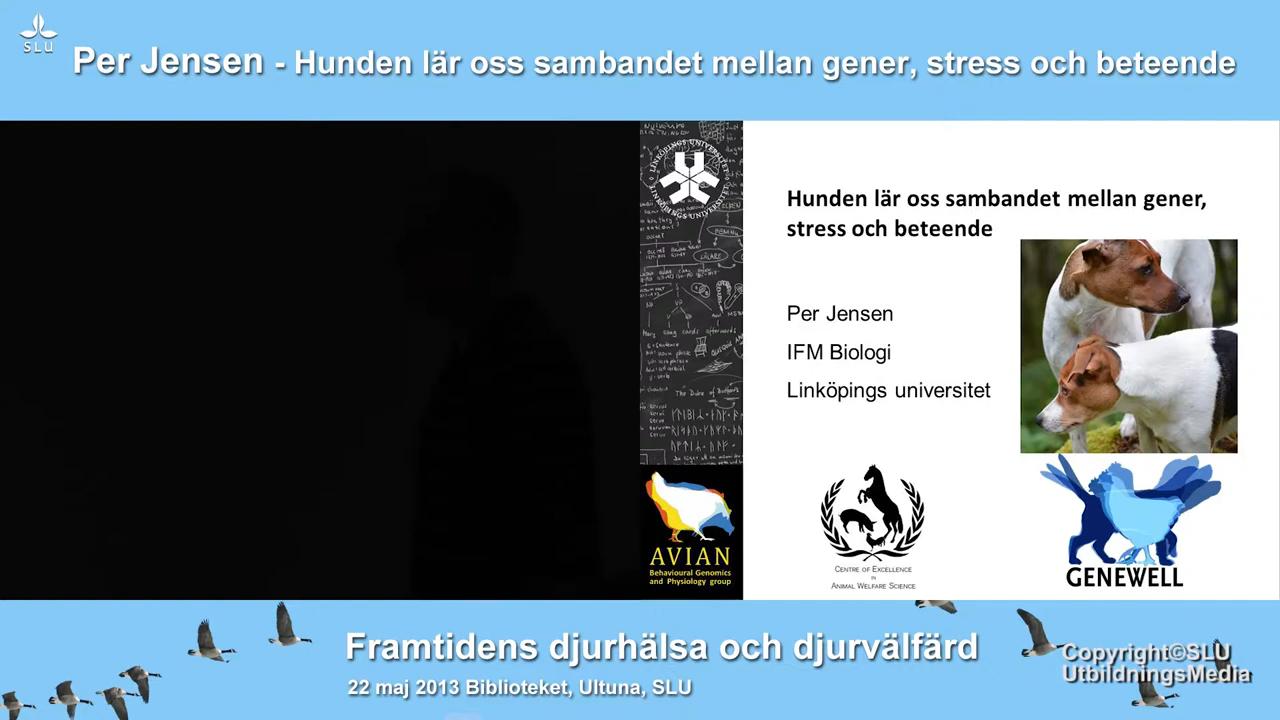 SLU
Per Jensen - Hunden lär oss sambandet mellan gener, stress och beteende
LINKÖPINGS UNIVERSITET
Hunden lär oss sambandet mellan gener,
stress och beteende
Per Jensen
IFM Biologi
Linköpings universitet
AVIAN
Behavioural Genomics
and Physiology group
CENTRE OF EXCELLENCE
IN
ANIMAL WELFARE SCIENCE
GENEWELL
Framtidens djurhälsa och djurvälfärd
22 maj 2013 Biblioteket, Ultuna, SLU
Copyright©SLU
UtbildningsMedia